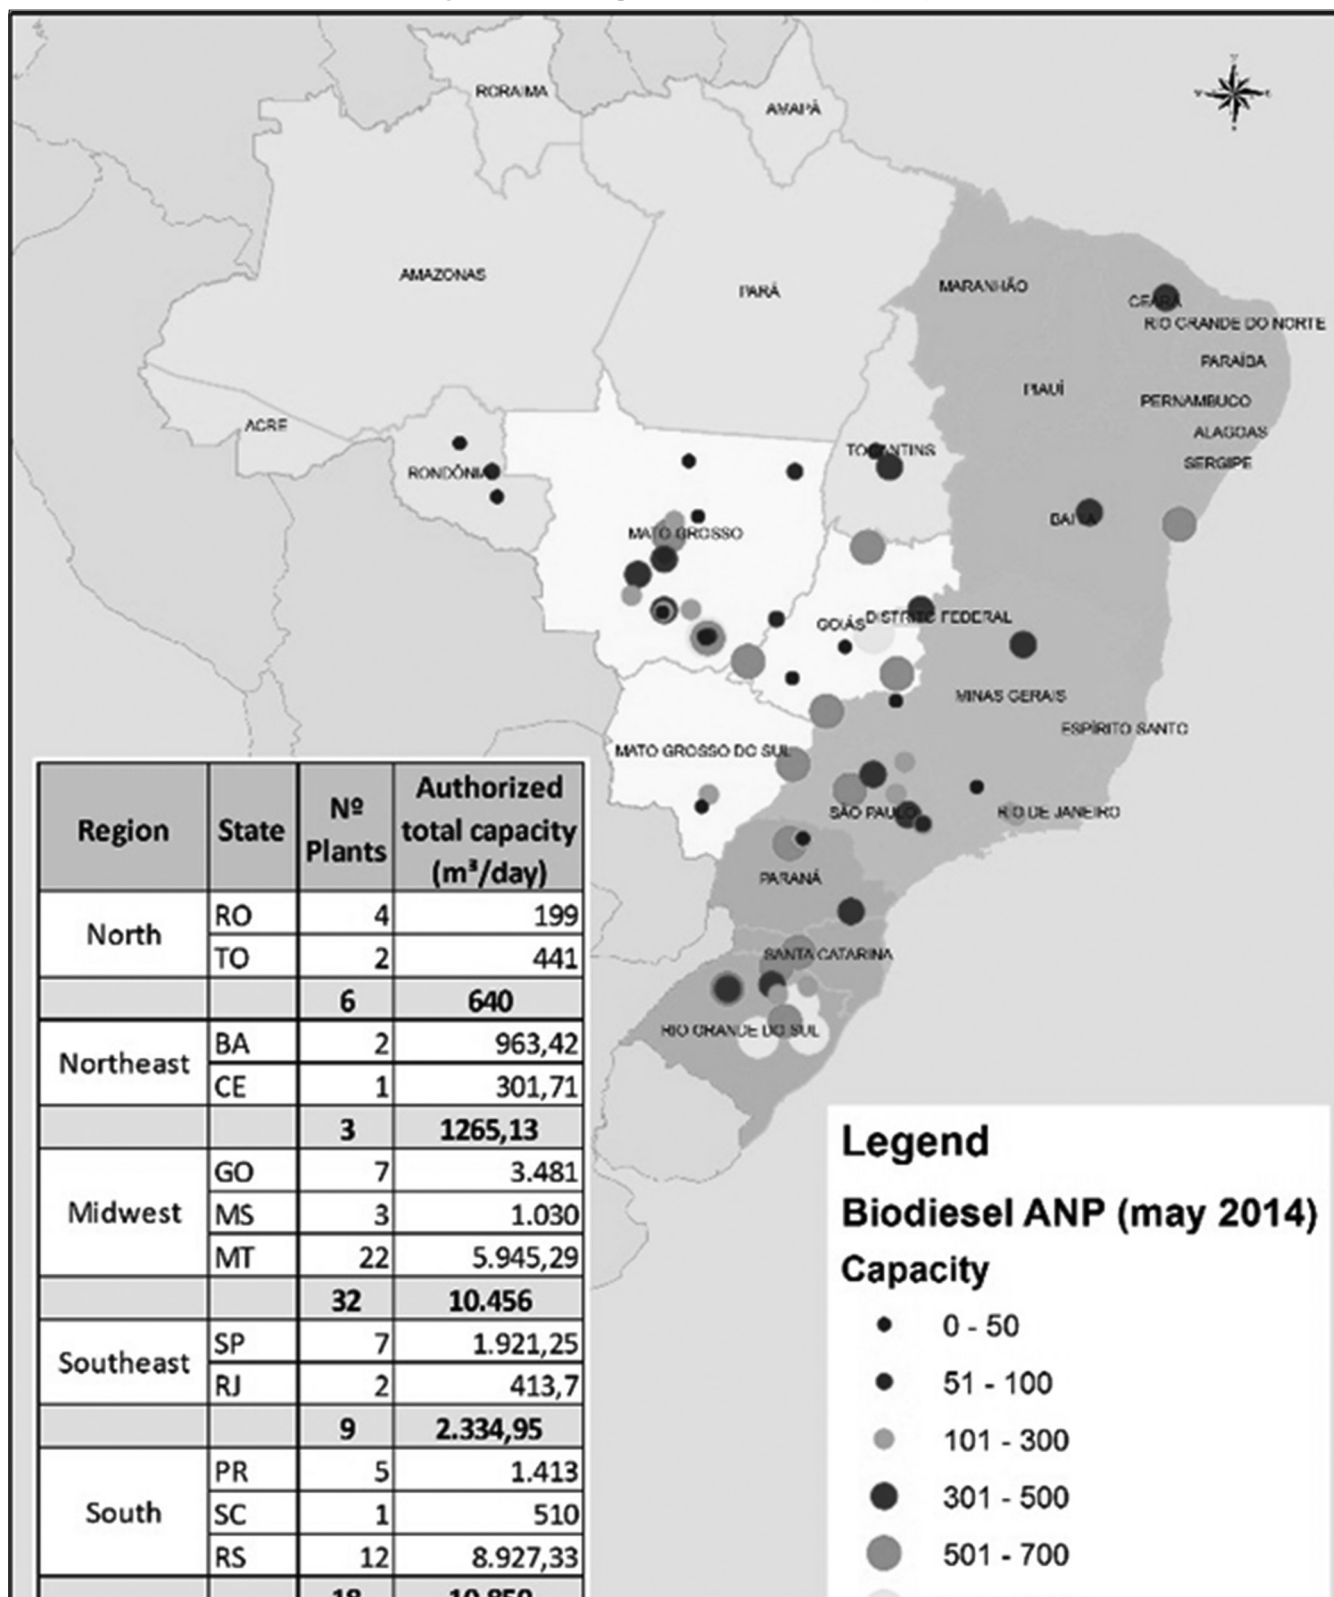 RORAIMA
AMAPÁ
AMAZONAS
PARÁ
MARANHÃO
CEARÁ
RIO GRANDE DO NORTE
PARAÍBA
PIAUÍ
PERNAMBUCO
ALAGOAS
SERGIPE
ACRE
RONDÔNIA
TOCANTINS
BAHIA
MATO GROSSO
GOIÁS
DISTRITO FEDERAL
MINAS GERAIS
ESPÍRITO SANTO
MATO GROSSO DO SUL
SÃO PAULO
RIO DE JANEIRO
PARANÁ
SANTA CATARINA
RIO GRANDE DO SUL
Region State Nº Plants Authorized total capacity (m³/day)
North RO 4 199
TO 2 441
6 640
Northeast BA 2 963,42
CE 1 301,71
3 1265,13
Midwest GO 7 3.481
MS 3 1.030
MT 22 5.945,29
32 10.456
Southeast SP 7 1.921,25
RJ 2 413,7
9 2.334,95
South PR 5 1.413
SC 1 510
RS 12 8.927,33
18 10.850
Legend
Biodiesel ANP (may 2014)
Capacity
0 - 50
51 - 100
101 - 300
301 - 500
501 - 700